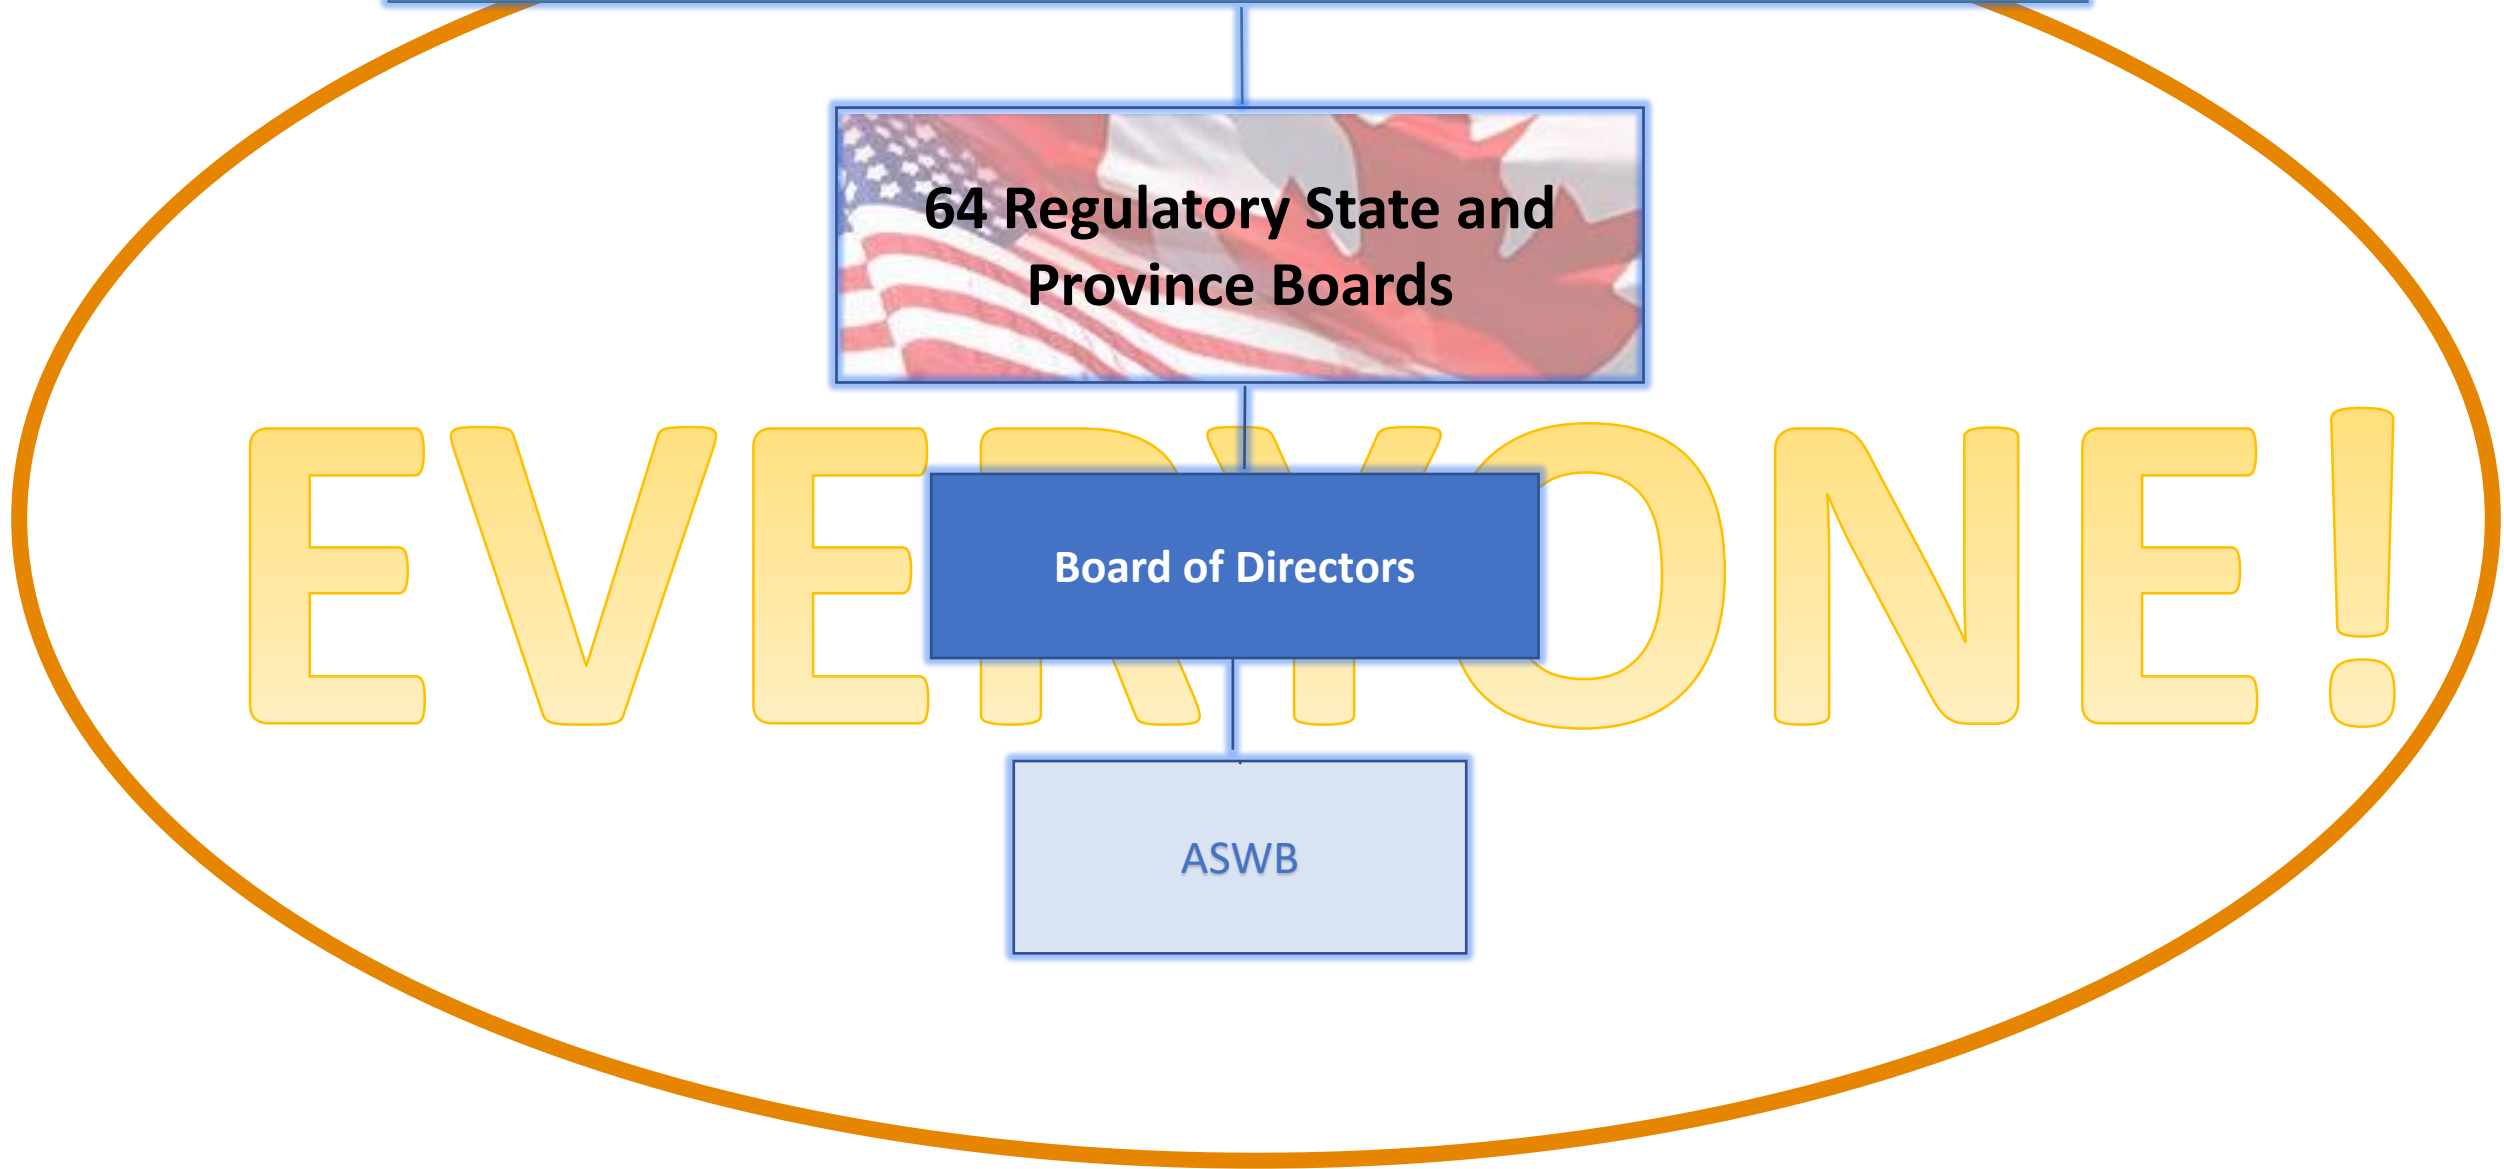 64 Regulatory State and
Province Boards
EVERYONE!
Board of Directors
ASWB